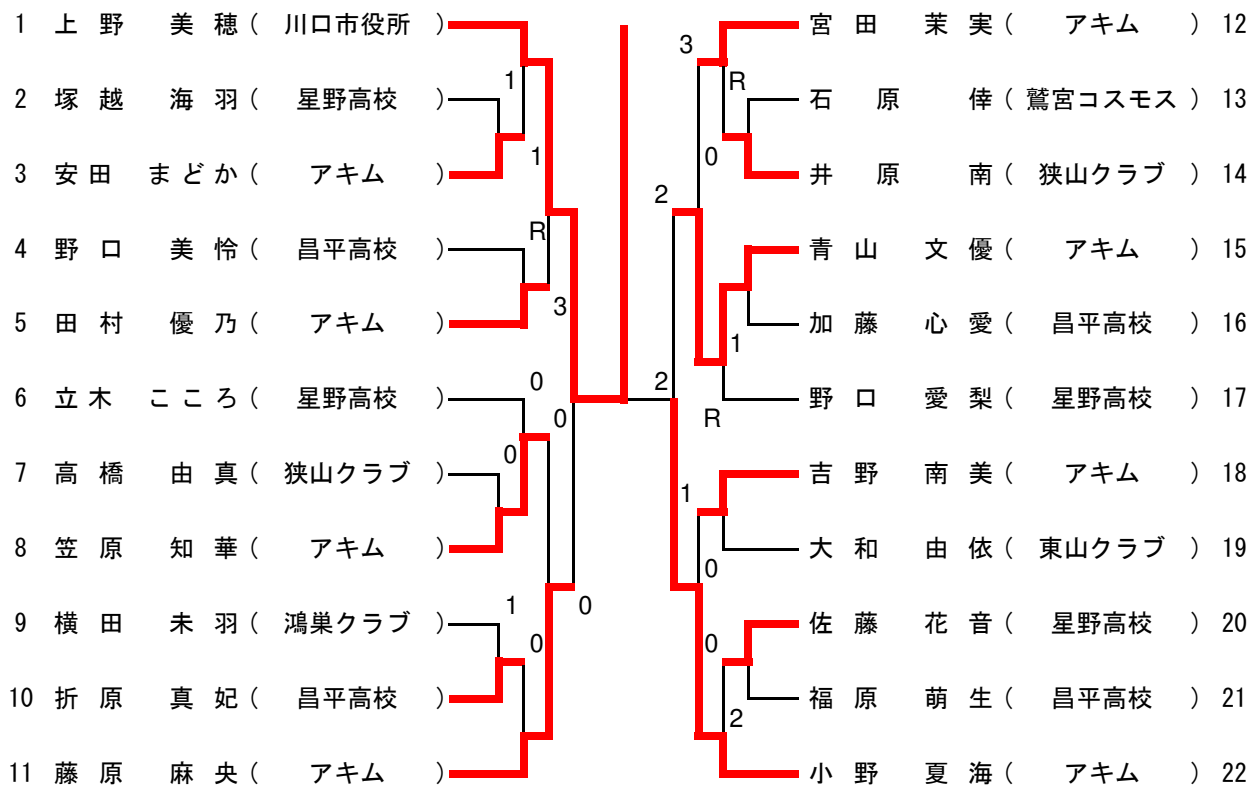 1 上野 美穂 ( 川口市役所 )
2 塚越 海羽 ( 星野高校 )
3 安田 まどか ( アキム )
4 野口 美怜 ( 昌平高校 )
5 田村 優乃 ( アキム )
6 立木 こころ ( 星野高校 )
7 高橋 由真 ( 狭山クラブ )
8 笠原 知華 ( アキム )
9 横田 未羽 ( 鴻巣クラブ )
10 折原 真妃 ( 昌平高校 )
11 藤原 麻央 ( アキム )
1
1
R
3
0
0
0
1
0
0
3
R
0
2
1
2
R
1
0
0
2
宮田 茉実 ( アキム ) 12
石原 倖 ( 鷲宮コスモス ) 13
井原 南 ( 狭山クラブ ) 14
青山 文優 ( アキム ) 15
加藤 心愛 ( 昌平高校 ) 16
野口 愛梨 ( 星野高校 ) 17
吉野 南美 ( アキム ) 18
大和 由依 ( 東山クラブ ) 19
佐藤 花音 ( 星野高校 ) 20
福原 萌生 ( 昌平高校 ) 21
小野 夏海 ( アキム ) 22